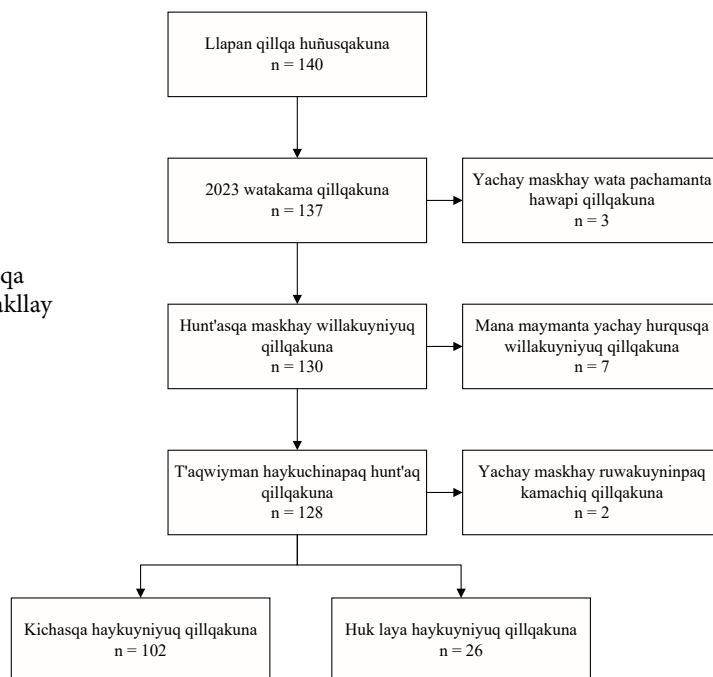 Llapan qillqa huñusqakuna
n = 140
2023 watakama qillqakuna
n = 137
Yachay maskhay wata pachamanta
hawapi qillqakuna
n = 3
qa
akllay
Hunt'asqa maskhay willakuyniyuq
qillqakuna
n = 130
Mana maymanta yachay hurqusqa
willakuyniyuq qillqakuna
n = 7
T'aqwiyman haykuchinapaq hunt'aq
qillqakuna
n = 128
Yachay maskhay ruwakuyninpaq
kamachiq qillqakuna
n = 2
Kichasqa haykuyniyuq qillqakuna
n = 102
Huk laya haykuyniyuq qillqakuna
n = 26